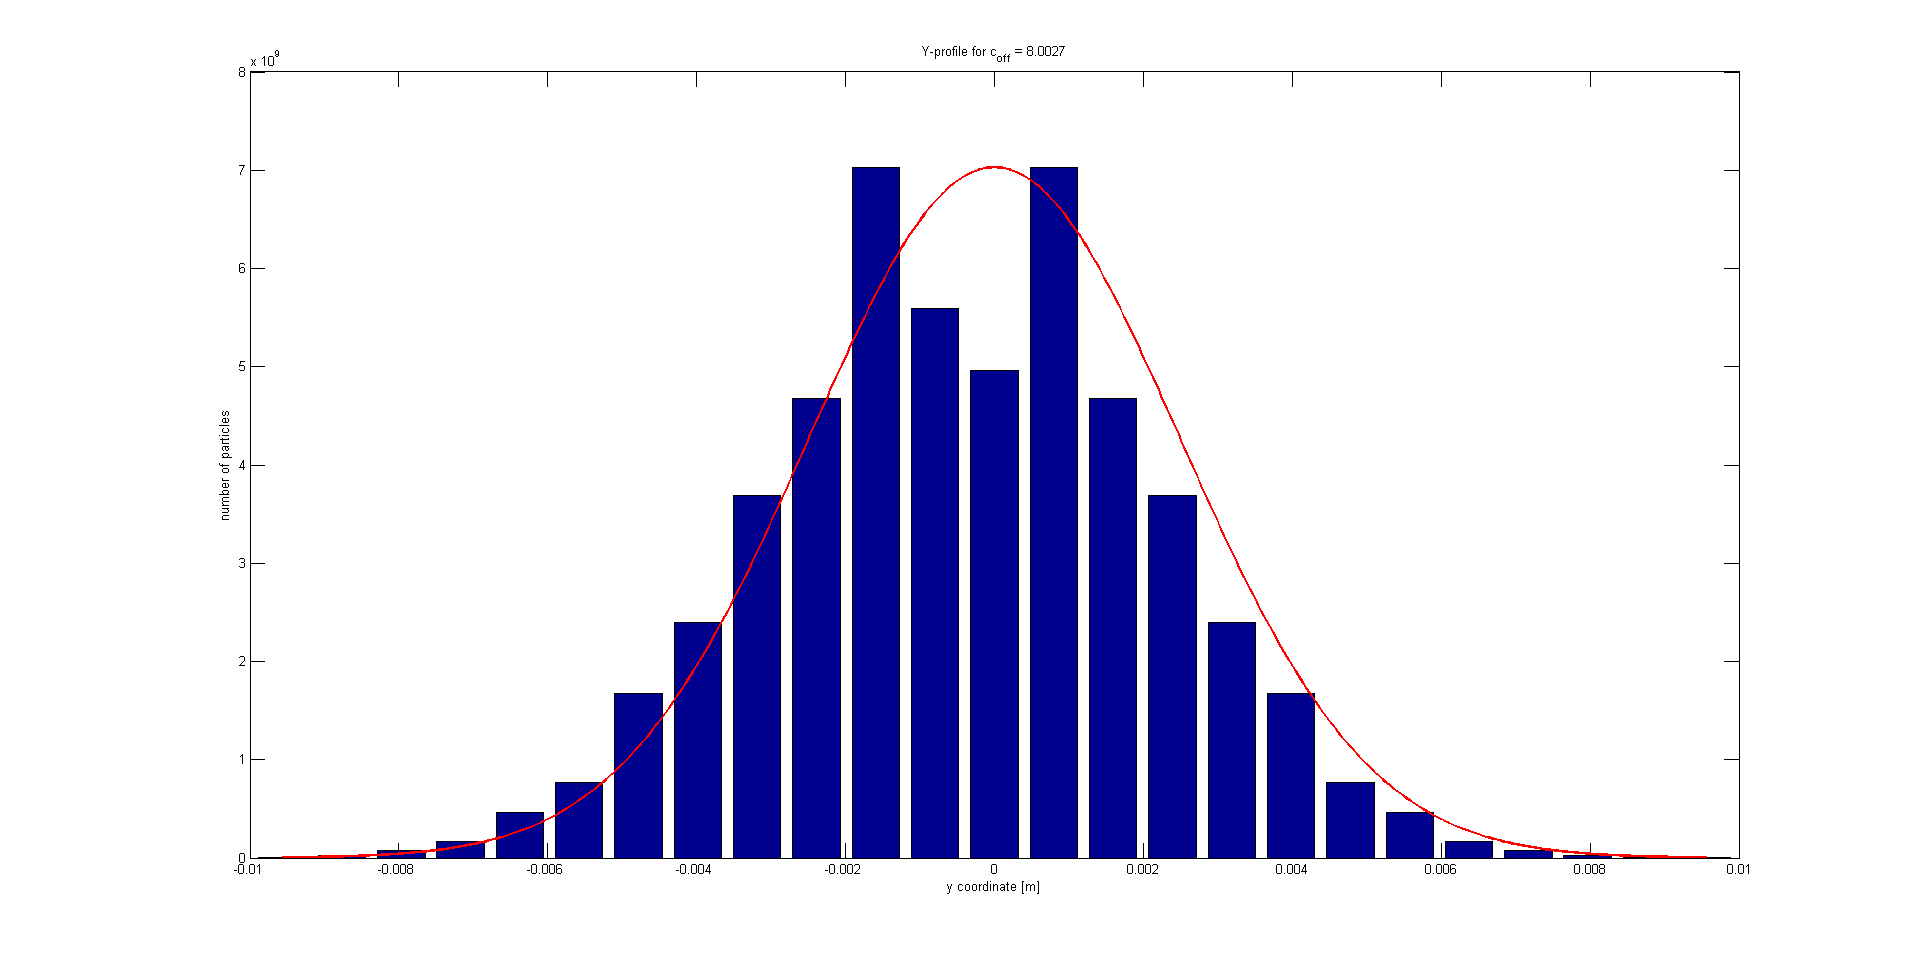 Y-profile for c_off = 8.0027
x 10^9
8
7
6
5
4
3
2
1
0
number of particles
-0.01 -0.008 -0.006 -0.004 -0.002 0 0.002 0.004 0.006 0.008 0.01
y coordinate [m]